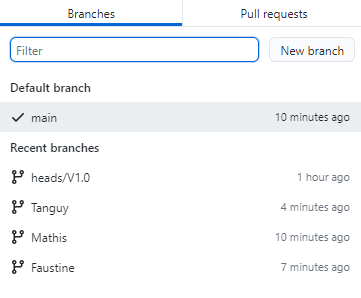 Branches Pull requests
Filter New branch
Default branch
main 10 minutes ago
Recent branches
heads/V1.0 1 hour ago
Tanguy 4 minutes ago
Mathis 10 minutes ago
Faustine 7 minutes ago